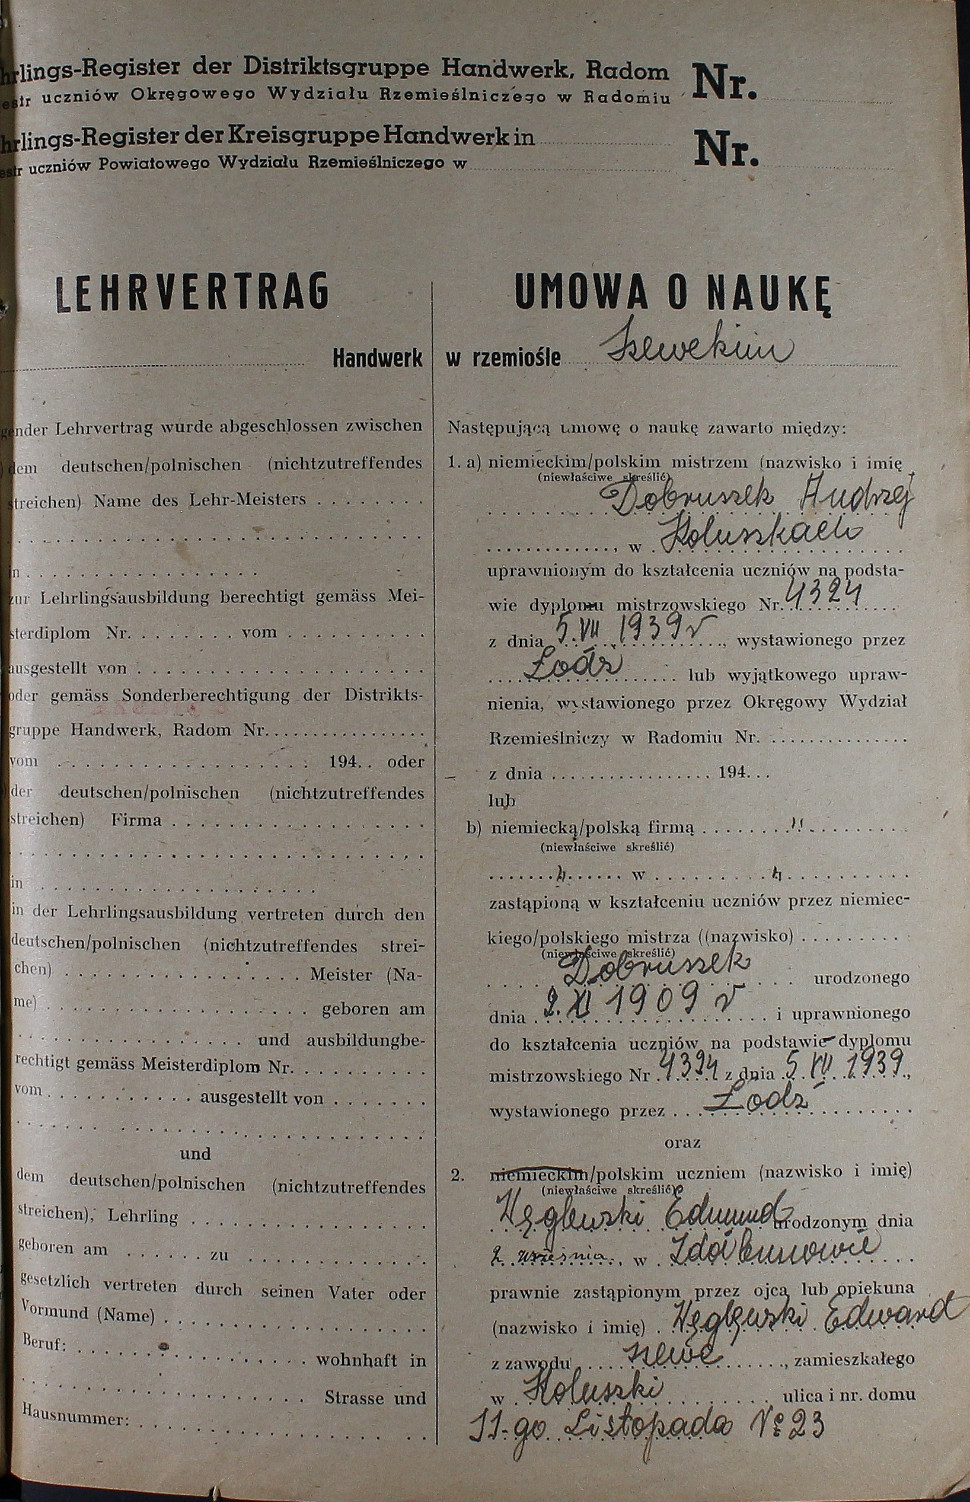 hrlings-Register der Distriktsgruppe Handwerk, Radom Nr.
estr uczniów Okręgowego Wydziału Rzemieślniczego w Radomiu
hrlings-Register der Kreisgruppe Handwerk in Nr.
estr uczniów Powiatowego Wydziału Rzemieślniczego w
LEHRVERTRAG
Handwerk
gender Lehrvertrag wurde abgeschlossen zwischen
dem deutschen/polnischen (nichtzutreffendes
streichen) Name des Lehr-Meisters . . . . . . . .
in . . . . . . . . . . . . . . . .
zur Lehrlingsausbildung berechtigt gemäss Mei-
sterdiplom Nr. . . . . . . . vom . . . . . . . . . .
ausgestellt von . . . . . . . . . . . . . . . . . .
oder gemäss Sonderberechtigung der Distrikts-
gruppe Handwerk, Radom Nr. . . . . . . . . . . . . . . .
vom . . . . . . . . . . . . . . . . . 194. . oder
der deutschen/polnischen (nichtzutreffendes
streichen) Firma . . . . . . . . . . . . . . . .
in . . . . . . . . . . . . . . . . . .
in der Lehrlingsausbildung vertreten durch den
deutschen/polnischen (nichtzutreffendes strei-
chen) . . . . . . . . . . . . . . . Meister (Na-
me) . . . . . . . . . . . . . . . . . . geboren am
. . . . . . . . . . . . . . . und ausbildungbe-
rechtigt gemäss Meisterdiplom Nr. . . . . . . . . .
vom . . . . . . . . . . . ausgestellt von . . . . . . .
und
dem deutschen/polnischen (nichtzutreffendes
streichen), Lehrling . . . . . . . . . . . . . .
geboren am . . . . . . zu . . . . . . . . . . . .
gesetzlich vertreten durch seinen Vater oder
Vormund (Name) . . . . . . . . . . . . . . . .
Beruf: . . . . . . . . . . . . . . wohnhaft in
. . . . . . . . . . . . . . . . . Strasse und
Hausnummer: . . . . . . . . . . . . . . . . .
UMOWA O NAUKĘ
w rzemiośle Szewckim
Następującą umowę o naukę zawarto między:
1. a) niemieckim/polskim mistrzem (nazwisko i imię
(niewłaściwe skreślić)
Dobruszek Andrzej
. . . . . . . . . . . . ., w Koluszkach
uprawnionym do kształcenia uczniów na podsta-
wie dyplomu mistrzowskiego Nr. 4324
z dnia 5 VII 1939 r . . ., wystawionego przez
Łódź . . . . . lub wyjątkowego upraw-
nienia, wystawionego przez Okręgowy Wydział
Rzemieślniczy w Radomiu Nr. . . . . . . . . . . . . .
z dnia . . . . . . . . . . . . . . . . 194. . .
lub
b) niemiecką/polską firmą . . . . . . . . . " . . . . . . . . .
(niewłaściwe skreślić)
. . . . . . . " . . . . . . w . . . . . . . . . " . . . . . . . . .
zastąpioną w kształceniu uczniów przez niemiec-
kiego/polskiego mistrza ((nazwisko) . . . . . . . . .
(niewłaściwe skreślić)
Dobruszek . . . . urodzonego
dnia 2. XI 1909 r . . . i uprawnionego
do kształcenia uczniów na podstawie dyplomu
mistrzowskiego Nr 4394 z dnia 5 VII 1939 . .,
wystawionego przez . . . Łódź . . . . . . . .
oraz
2. niemieckim/polskim uczniem (nazwisko i imię)
(niewłaściwe skreślić)
Węglewski Edmund urodzonym dnia
2 września . . w
prawnie zastąpionym przez ojca lub opiekuna
(nazwisko i imię) . Węglewski Edward
z zawodu . . . szewc . . . . . ., zamieszkałego
w Koluszki . . . . . . . . ulica i nr. domu
11-go Listopada № 23